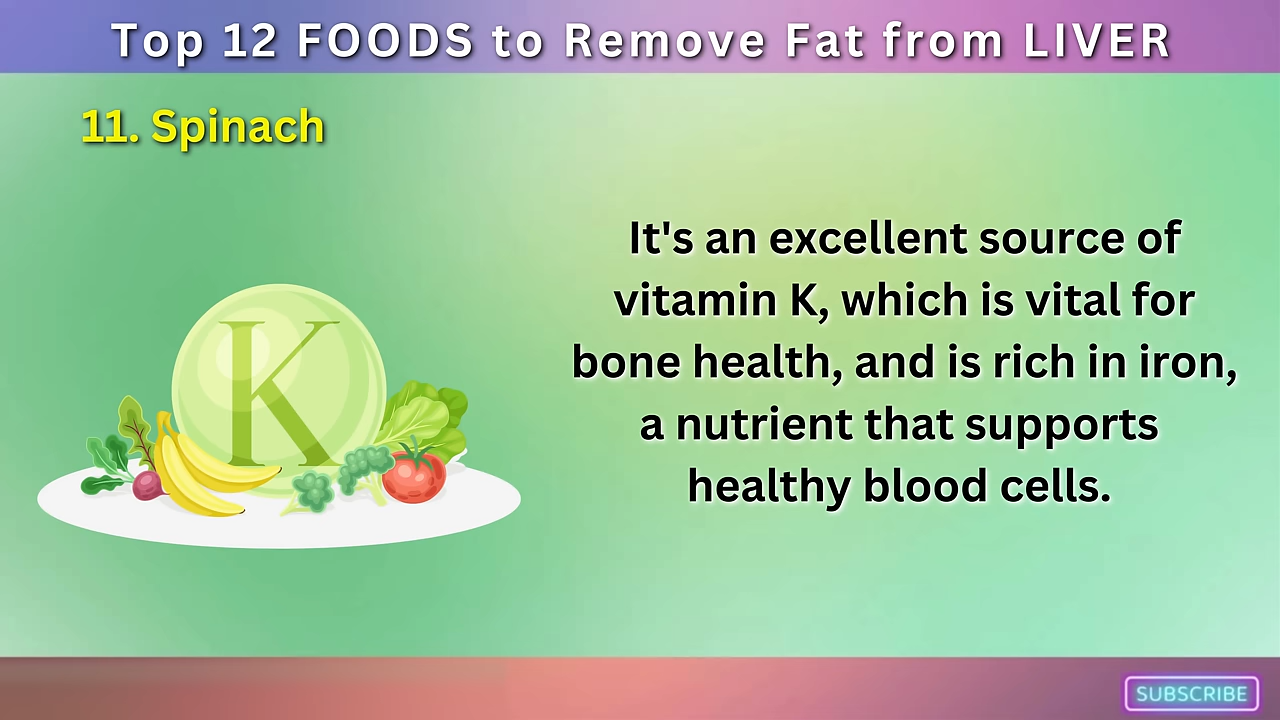 Top 12 FOODS to Remove Fat from LIVER
11. Spinach
It's an excellent source of
vitamin K, which is vital for
bone health, and is rich in iron,
a nutrient that supports
healthy blood cells.
K
SUBSCRIBE